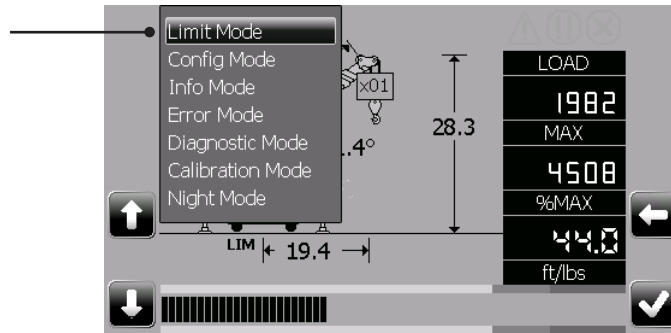 Limit Mode
Config Mode
Info Mode
Error Mode
Diagnostic Mode
Calibration Mode
Night Mode
x01
.4°
28.3
LIM
19.4
LOAD
1982
MAX
4508
%MAX
44.0
ft/lbs